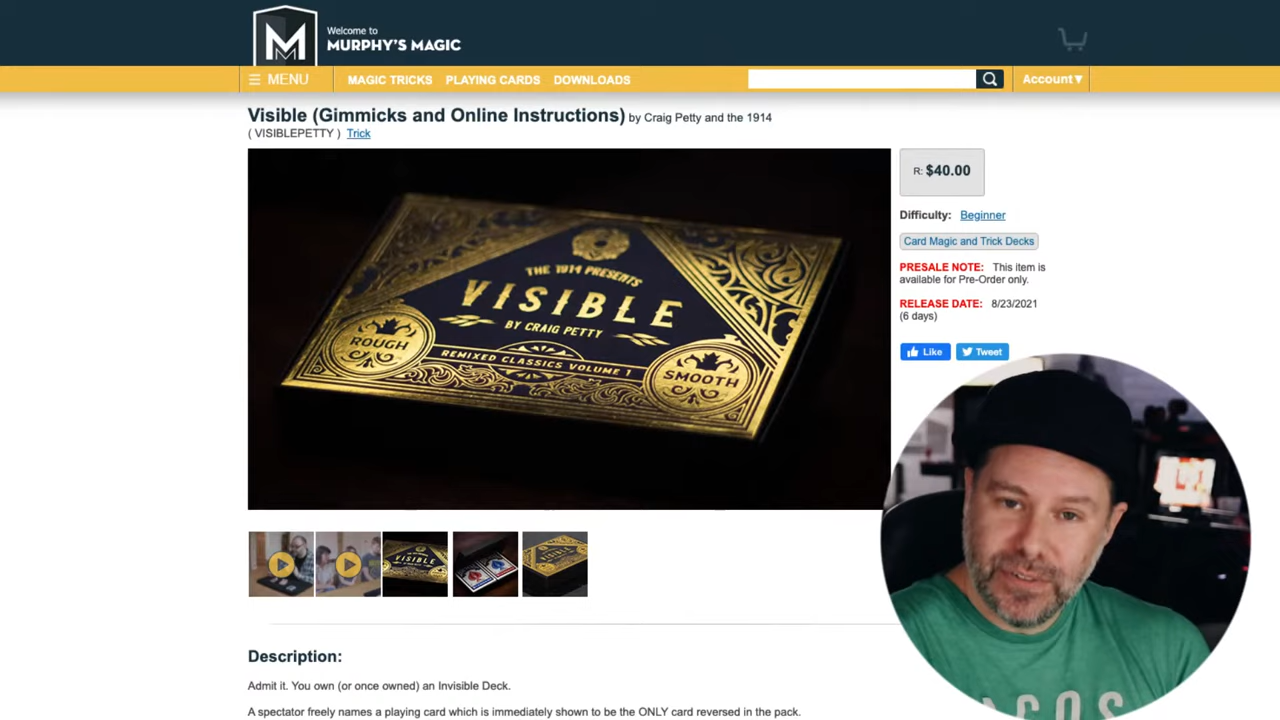 Welcome to
MURPHY'S MAGIC
MENU
MAGIC TRICKS
PLAYING CARDS
DOWNLOADS
Account▼
Visible (Gimmicks and Online Instructions) by Craig Petty and the 1914
( VISIBLEPETTY ) Trick
THE 1914 PRESENTS
VISIBLE
BY CRAIG PETTY
ROUGH
REMIXED CLASSICS VOLUME 1
SMOOTH
R: $40.00
Difficulty: Beginner
Card Magic and Trick Decks
PRESALE NOTE: This item is
available for Pre-Order only.
RELEASE DATE: 8/23/2021
(6 days)
Like
Tweet
VISIBLE
Description:
Admit it. You own (or once owned) an Invisible Deck.
A spectator freely names a playing card which is immediately shown to be the ONLY card reversed in the pack.